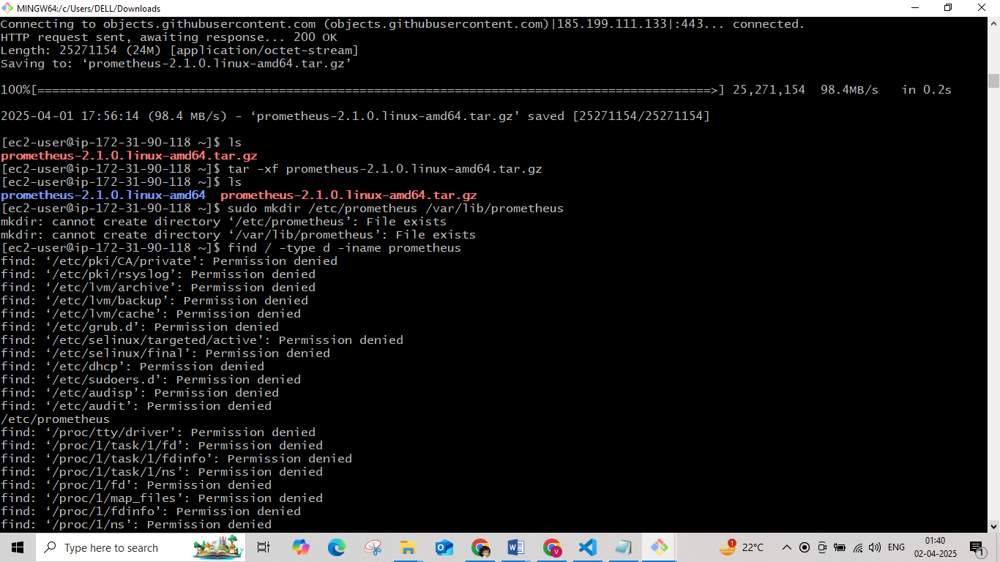 MINGW64:/c/Users/DELL/Downloads
Connecting to objects.githubusercontent.com (objects.githubusercontent.com)|185.199.111.133|:443... connected.
HTTP request sent, awaiting response... 200 OK
Length: 25271154 (24M) [application/octet-stream]
Saving to: ‘prometheus-2.1.0.linux-amd64.tar.gz’
100%[============================================================================================>] 25,271,154  98.4MB/s   in 0.2s
2025-04-01 17:56:14 (98.4 MB/s) - ‘prometheus-2.1.0.linux-amd64.tar.gz’ saved [25271154/25271154]
[ec2-user@ip-172-31-90-118 ~]$ ls
prometheus-2.1.0.linux-amd64.tar.gz
[ec2-user@ip-172-31-90-118 ~]$ tar -xf prometheus-2.1.0.linux-amd64.tar.gz
[ec2-user@ip-172-31-90-118 ~]$ ls
prometheus-2.1.0.linux-amd64  prometheus-2.1.0.linux-amd64.tar.gz
[ec2-user@ip-172-31-90-118 ~]$ sudo mkdir /etc/prometheus /var/lib/prometheus
mkdir: cannot create directory ‘/etc/prometheus’: File exists
mkdir: cannot create directory ‘/var/lib/prometheus’: File exists
[ec2-user@ip-172-31-90-118 ~]$ find / -type d -iname prometheus
find: ‘/etc/pki/CA/private’: Permission denied
find: ‘/etc/pki/rsyslog’: Permission denied
find: ‘/etc/lvm/archive’: Permission denied
find: ‘/etc/lvm/backup’: Permission denied
find: ‘/etc/lvm/cache’: Permission denied
find: ‘/etc/grub.d’: Permission denied
find: ‘/etc/selinux/targeted/active’: Permission denied
find: ‘/etc/selinux/final’: Permission denied
find: ‘/etc/dhcp’: Permission denied
find: ‘/etc/sudoers.d’: Permission denied
find: ‘/etc/audisp’: Permission denied
find: ‘/etc/audit’: Permission denied
/etc/prometheus
find: ‘/proc/tty/driver’: Permission denied
find: ‘/proc/1/task/1/fd’: Permission denied
find: ‘/proc/1/task/1/fdinfo’: Permission denied
find: ‘/proc/1/task/1/ns’: Permission denied
find: ‘/proc/1/fd’: Permission denied
find: ‘/proc/1/map_files’: Permission denied
find: ‘/proc/1/fdinfo’: Permission denied
find: ‘/proc/1/ns’: Permission denied
Type here to search
1
22°C
ENG
01:40
02-04-2025
1